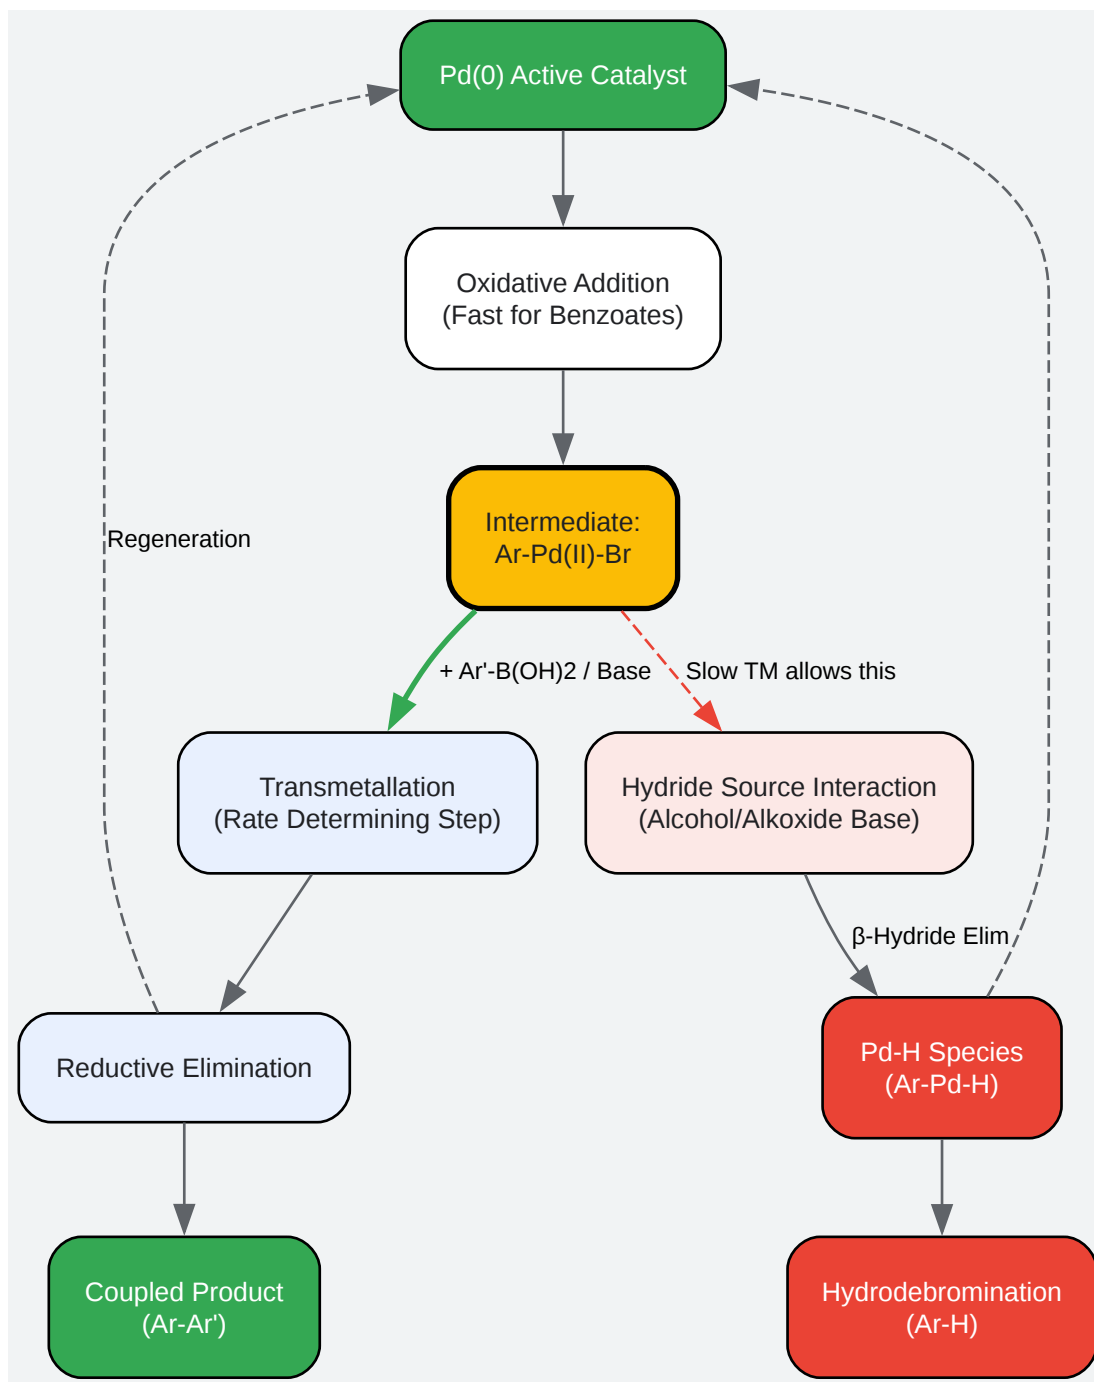 Pd(0) Active Catalyst
Oxidative Addition
(Fast for Benzoates)
Intermediate:
Ar-Pd(II)-Br
Regeneration
+ Ar'-B(OH)2 / Base
Slow TM allows this
Transmetallation
(Rate Determining Step)
Hydride Source Interaction
(Alcohol/Alkoxide Base)
β-Hydride Elim
Reductive Elimination
Pd-H Species
(Ar-Pd-H)
Coupled Product
(Ar-Ar')
Hydrodebromination
(Ar-H)